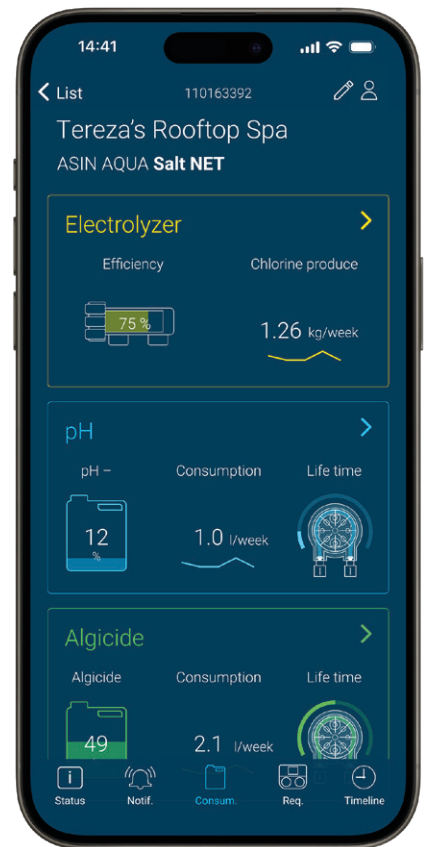 14:41
List
110163392
Tereza's Rooftop Spa
ASIN AQUA Salt NET
Electrolyzer
Efficiency
Chlorine produce
75 %
1.26 kg/week
pH
pH –
Consumption
Life time
12
%
1.0 l/week
Algicide
Algicide
Consumption
Life time
49
2.1 l/week
i
Status
Notif.
Consum.
Req.
Timeline